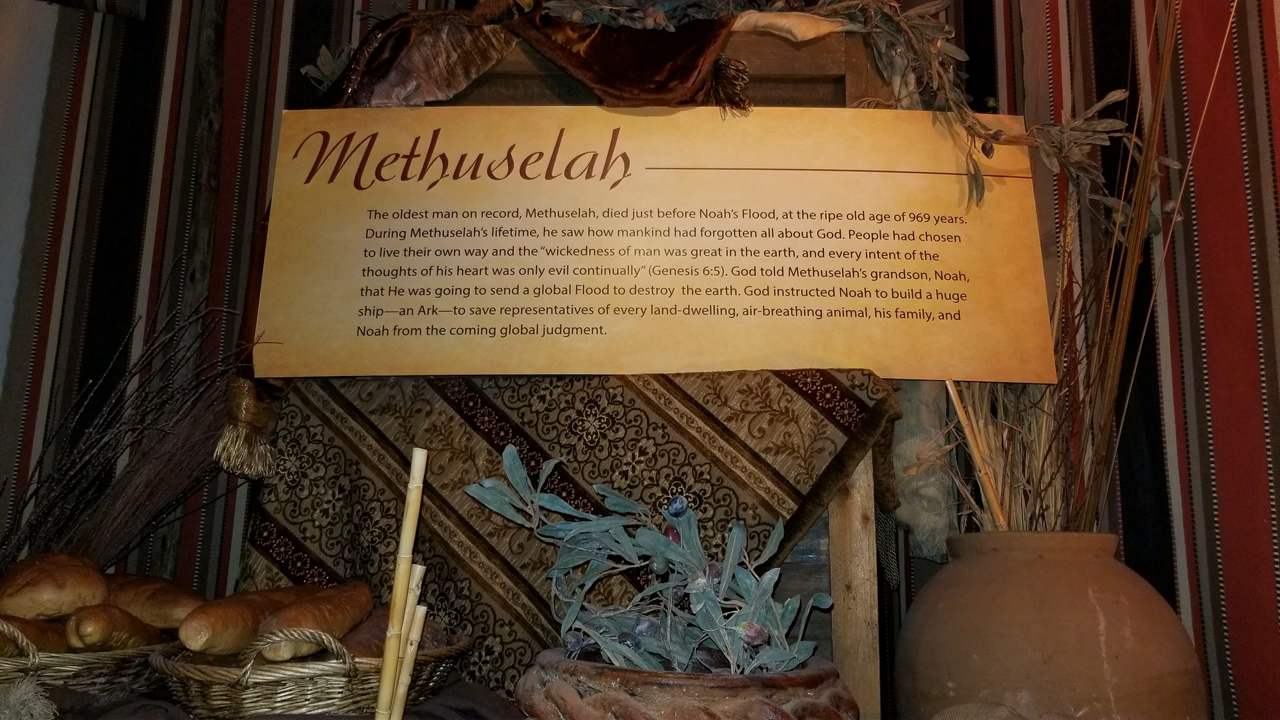 Methuselah
The oldest man on record, Methuselah, died just before Noah's Flood, at the ripe old age of 969 years.
During Methuselah's lifetime, he saw how mankind had forgotten all about God. People had chosen
to live their own way and the “wickedness of man was great in the earth, and every intent of the
thoughts of his heart was only evil continually” (Genesis 6:5). God told Methuselah's grandson, Noah,
that He was going to send a global Flood to destroy the earth. God instructed Noah to build a huge
ship—an Ark—to save representatives of every land-dwelling, air-breathing animal, his family, and
Noah from the coming global judgment.